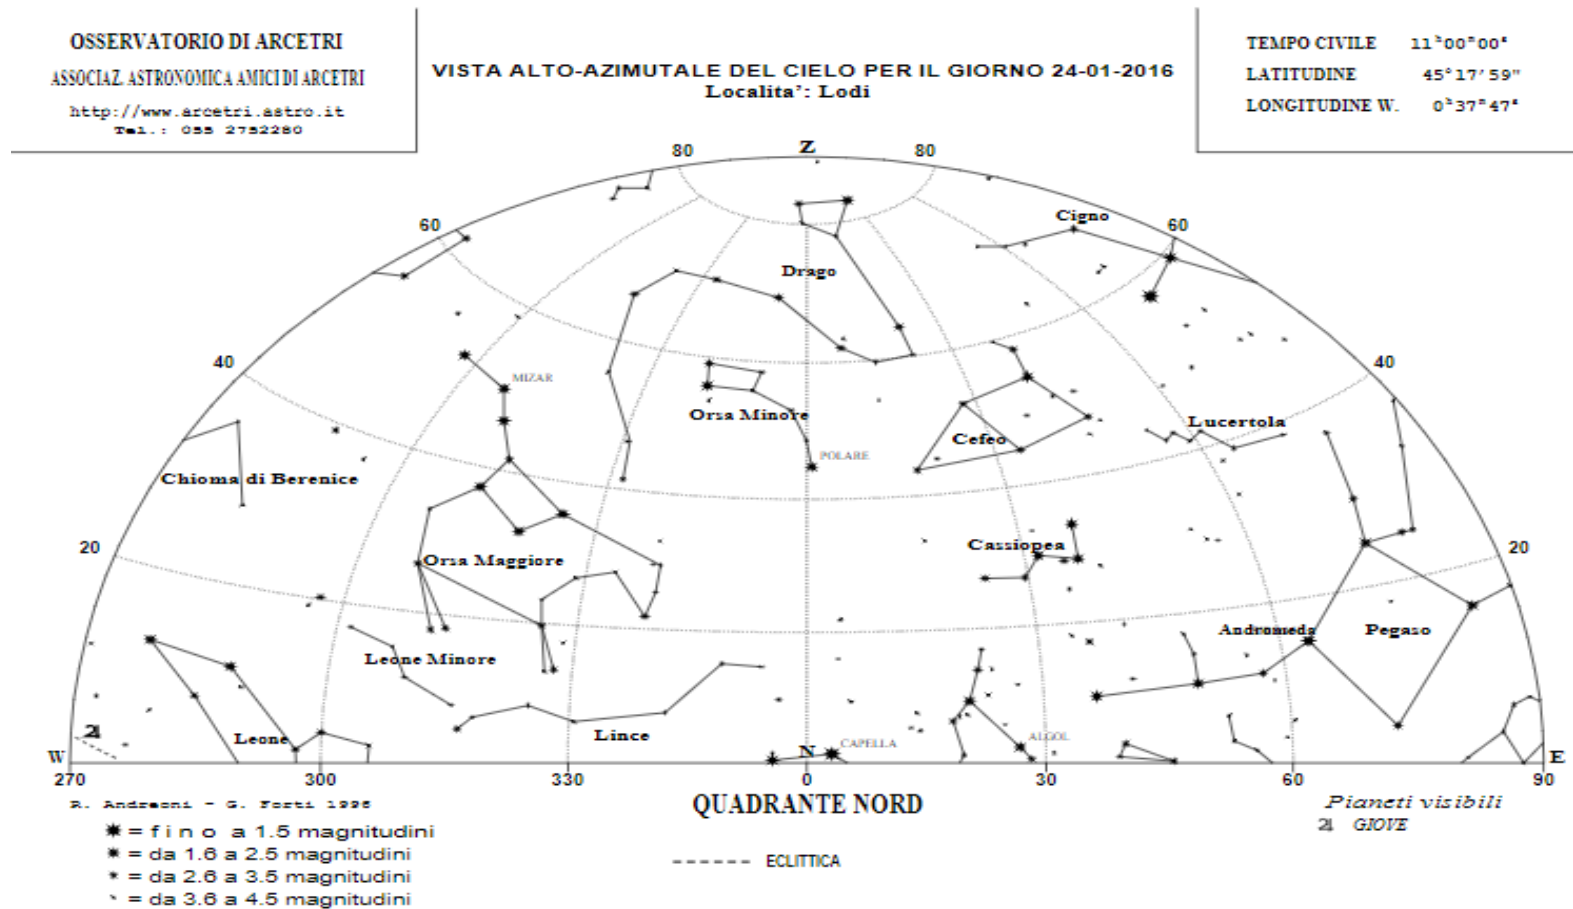 OSSERVATORIO DI ARCETRI
ASSOCIAZ. ASTRONOMICA AMICI DI ARCETRI
http://www.arcetri.astro.it
Tel.: 055 2752280
VISTA ALTO-AZIMUTALE DEL CIELO PER IL GIORNO 24-01-2016
Localita': Lodi
TEMPO CIVILE 11h00m00s
LATITUDINE 45°17'59"
LONGITUDINE W. 0h37m47s
80 Z 80
60 Cigno 60
Drago
40 MIZAR 40
Orsa Minore Lucertola
Cefeo
POLARE
Chioma di Berenice
20 Orsa Maggiore Cassiopea 20
Andromeda Pegaso
Leone Minore
Leone Lince CAPELLA ALGOL
W N E
270 300 330 0 30 60 90
R. Andreoni - G. Forti 1996
QUADRANTE NORD
Pianeti visibili
♃ GIOVE
= fino a 1.5 magnitudini
= da 1.6 a 2.5 magnitudini
= da 2.6 a 3.5 magnitudini
= da 3.6 a 4.5 magnitudini
------ ECLITTICA